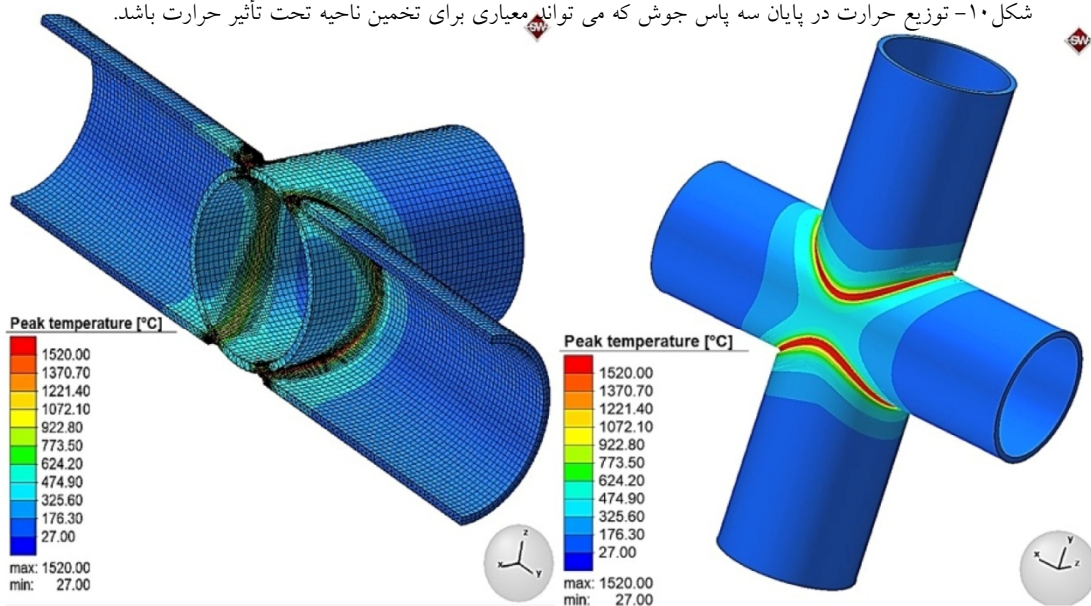 شکل۱۰- توزیع حرارت در پایان سه پاس جوش که می تواند معیاری برای تخمین ناحیه تحت تأثیر حرارت باشد.
SW
SW
Peak temperature [°C]
1520.00
1370.70
1221.40
1072.10
922.80
773.50
624.20
474.90
325.60
176.30
27.00
max: 1520.00
min: 27.00
z
x
y
Peak temperature [°C]
1520.00
1370.70
1221.40
1072.10
922.80
773.50
624.20
474.90
325.60
176.30
27.00
max: 1520.00
min: 27.00
y
x
z